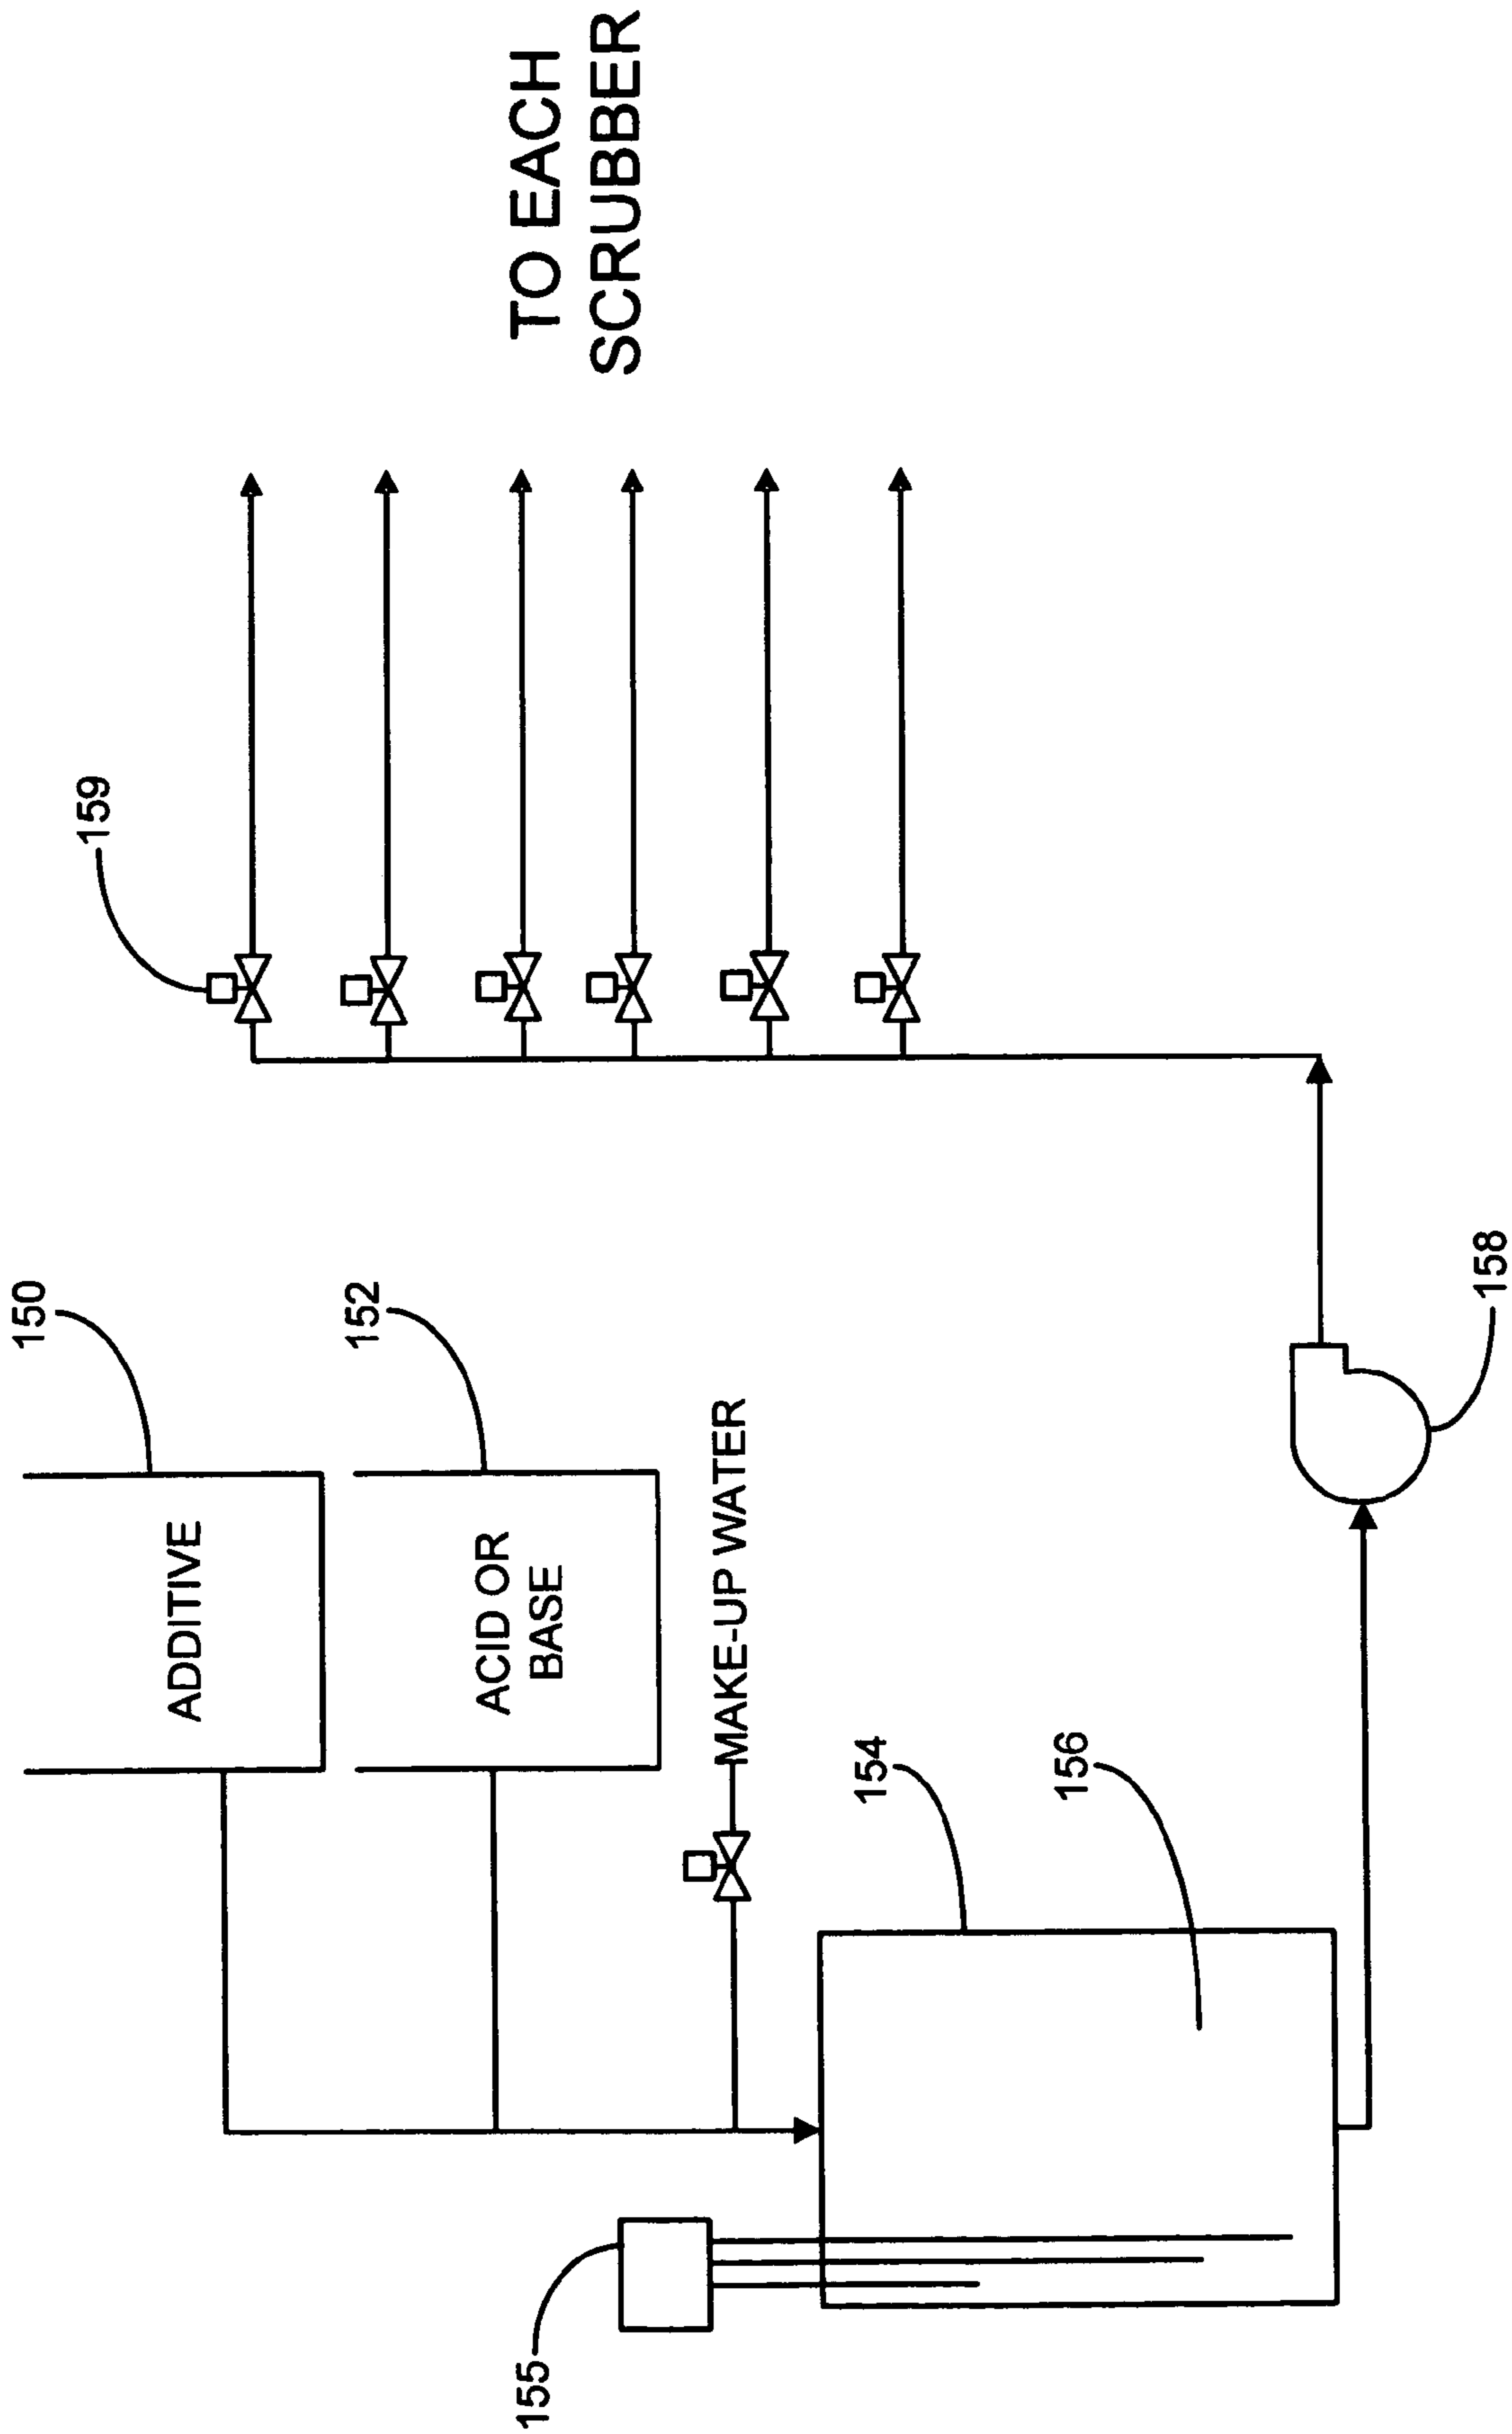 150
ADDITIVE
152
ACID OR
BASE
MAKE-UP WATER
154
155
156
158
159
TO EACH
SCRUBBER